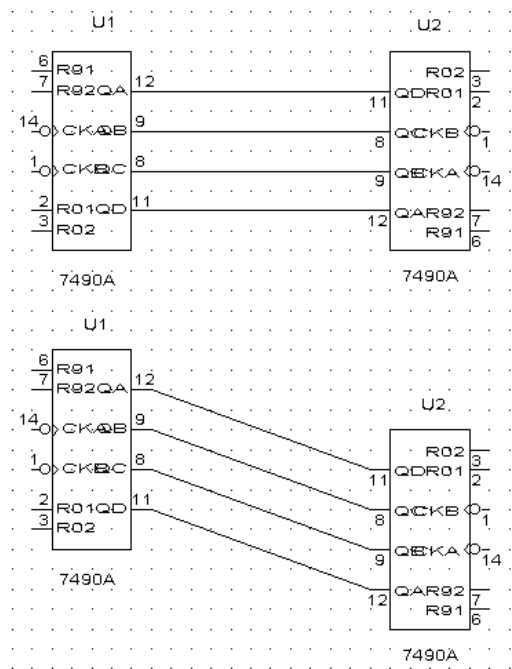 U1
U2
6 R91
7 R92QA 12
14 CKAQB 9
1 CKBQC 8
2 R01QD 11
3 R02
R02 3
11 QDR01 2
8 QCCKB 1
9 QBCKA 14
12 QAR92 7
R91 6
7490A
7490A
U1
U2
6 R91
7 R92QA 12
14 CKAQB 9
1 CKBQC 8
2 R01QD 11
3 R02
R02 3
11 QDR01 2
8 QCCKB 1
9 QBCKA 14
12 QAR92 7
R91 6
7490A
7490A